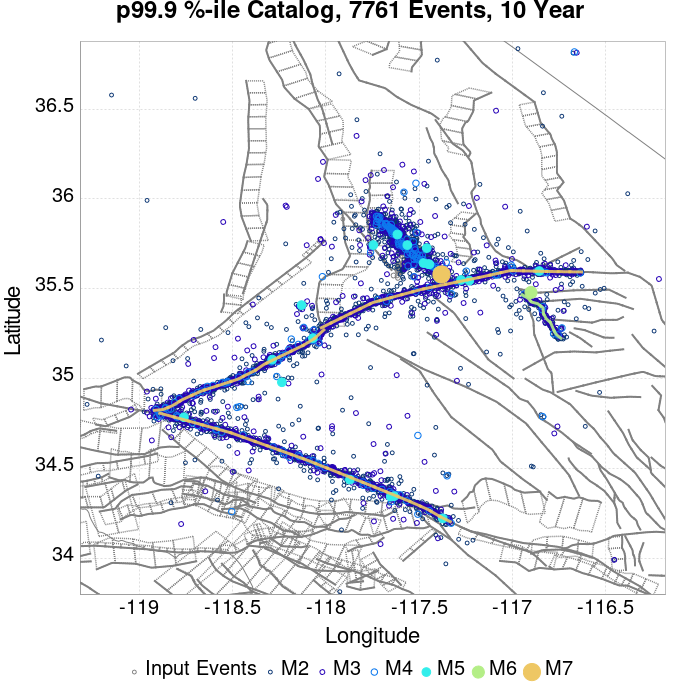 p99.9 %-ile Catalog, 7761 Events, 10 Year
36.5
36
35.5
35
34.5
34
Latitude
-119 -118.5 -118 -117.5 -117 -116.5
Longitude
Input Events M2 M3 M4 M5 M6 M7